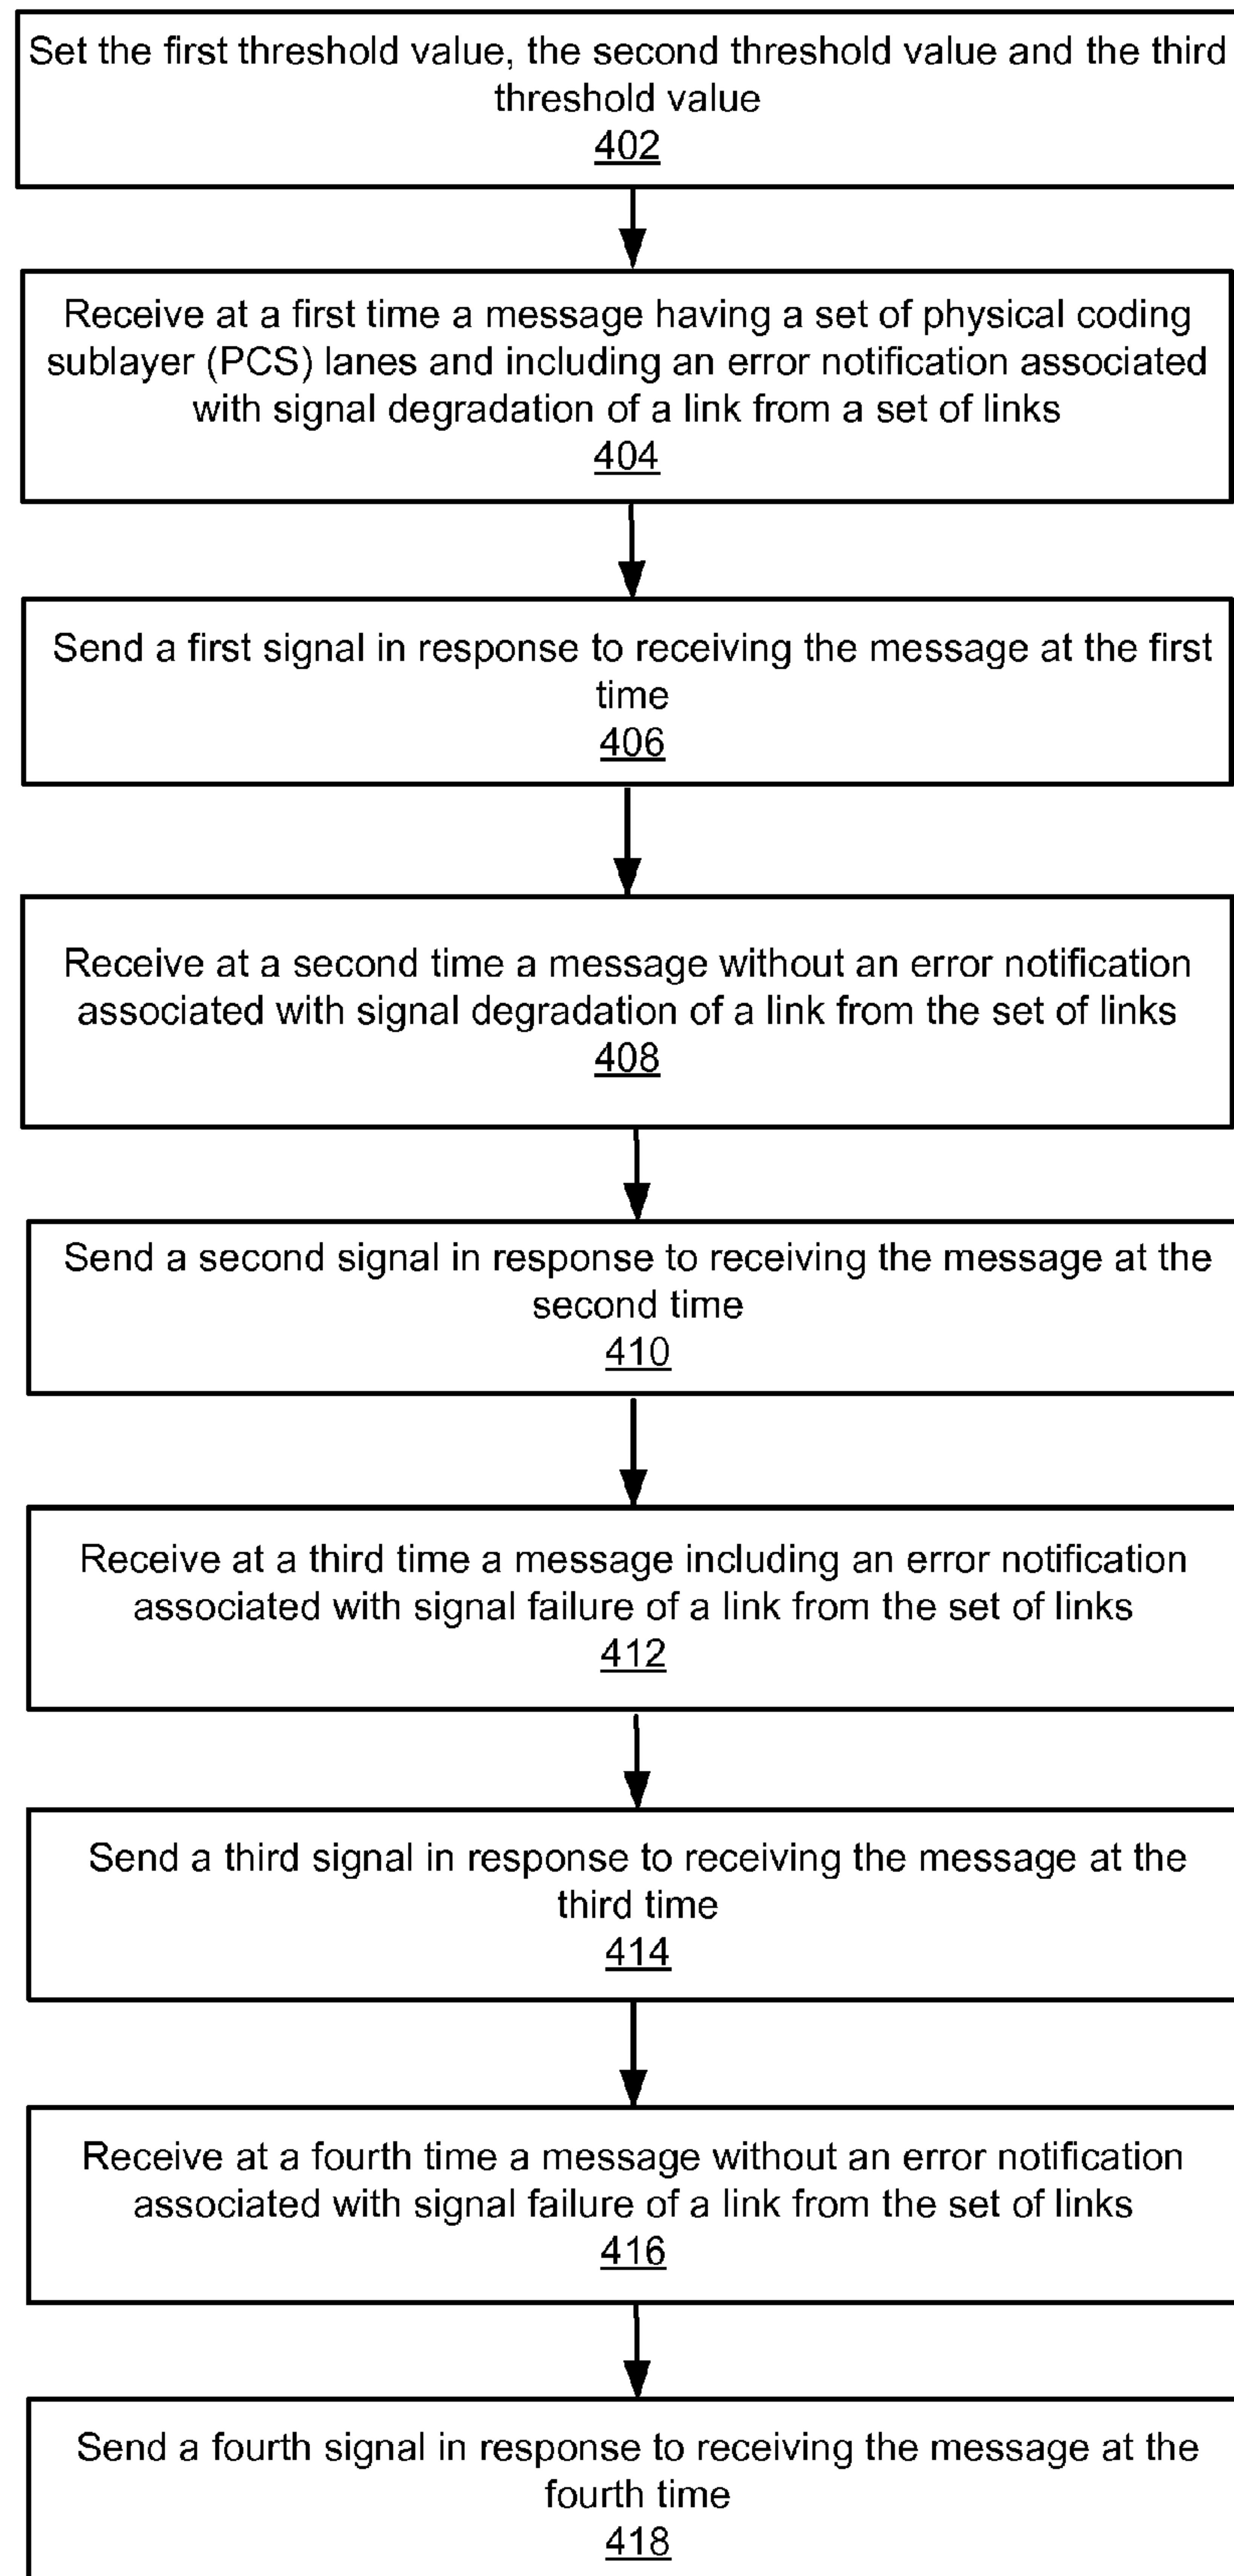 Set the first threshold value, the second threshold value and the third
threshold value
402
Receive at a first time a message having a set of physical coding
sublayer (PCS) lanes and including an error notification associated
with signal degradation of a link from a set of links
404
Send a first signal in response to receiving the message at the first
time
406
Receive at a second time a message without an error notification
associated with signal degradation of a link from the set of links
408
Send a second signal in response to receiving the message at the
second time
410
Receive at a third time a message including an error notification
associated with signal failure of a link from the set of links
412
Send a third signal in response to receiving the message at the
third time
414
Receive at a fourth time a message without an error notification
associated with signal failure of a link from the set of links
416
Send a fourth signal in response to receiving the message at the
fourth time
418